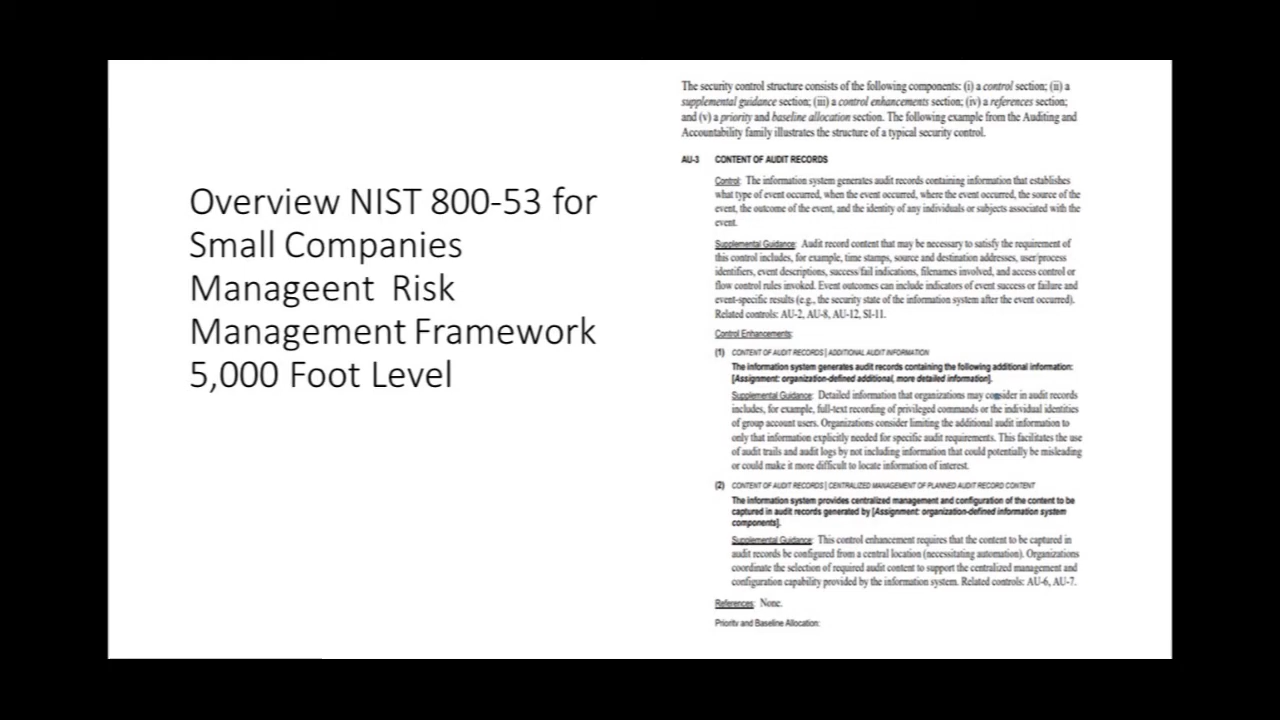 Overview NIST 800-53 for
Small Companies
Manageent Risk
Management Framework
5,000 Foot Level
The security control structure consists of the following components: (i) a control section; (ii) a
supplemental guidance section; (iii) a control enhancements section; (iv) a references section;
and (v) a priority and baseline allocation section. The following example from the Auditing and
Accountability family illustrates the structure of a typical security control.
AU-3 CONTENT OF AUDIT RECORDS
Control: The information system generates audit records containing information that establishes
what type of event occurred, when the event occurred, where the event occurred, the source of the
event, the outcome of the event, and the identity of any individuals or subjects associated with the
event.
Supplemental Guidance: Audit record content that may be necessary to satisfy the requirement of
this control includes, for example, time stamps, source and destination addresses, user/process
identifiers, event descriptions, success/fail indications, filenames involved, and access control or
flow control rules invoked. Event outcomes can include indicators of event success or failure and
event-specific results (e.g., the security state of the information system after the event occurred).
Related controls: AU-2, AU-8, AU-12, SI-11.
Control Enhancements:
(1) CONTENT OF AUDIT RECORDS | ADDITIONAL AUDIT INFORMATION
The information system generates audit records containing the following additional information:
[Assignment: organization-defined additional, more detailed information].
Supplemental Guidance: Detailed information that organizations may consider in audit records
includes, for example, full-text recording of privileged commands or the individual identities
of group account users. Organizations consider limiting the additional audit information to
only that information explicitly needed for specific audit requirements. This facilitates the use
of audit trails and audit logs by not including information that could potentially be misleading
or could make it more difficult to locate information of interest.
(2) CONTENT OF AUDIT RECORDS | CENTRALIZED MANAGEMENT OF PLANNED AUDIT RECORD CONTENT
The information system provides centralized management and configuration of the content to be
captured in audit records generated by [Assignment: organization-defined information system
components].
Supplemental Guidance: This control enhancement requires that the content to be captured in
audit records be configured from a central location (necessitating automation). Organizations
coordinate the selection of required audit content to support the centralized management and
configuration capability provided by the information system. Related controls: AU-6, AU-7.
References: None.
Priority and Baseline Allocation: